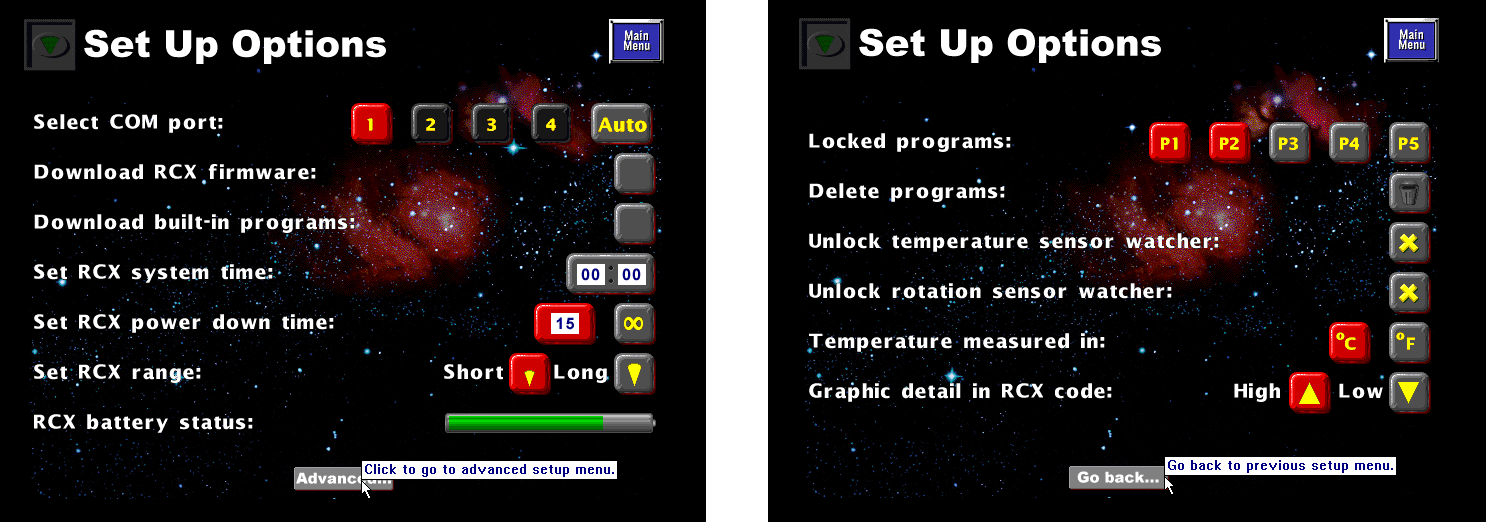 Set Up Options
Main
Menu
Select COM port: 1 2 3 4 Auto
Download RCX firmware:
Download built-in programs:
Set RCX system time: 00 : 00
Set RCX power down time: 15 ∞
Set RCX range: Short Long
RCX battery status:
Advanced...
Click to go to advanced setup menu.
Set Up Options
Main
Menu
Locked programs: P1 P2 P3 P4 P5
Delete programs:
Unlock temperature sensor watcher:
Unlock rotation sensor watcher:
Temperature measured in: °C °F
Graphic detail in RCX code: High Low
Go back...
Go back to previous setup menu.